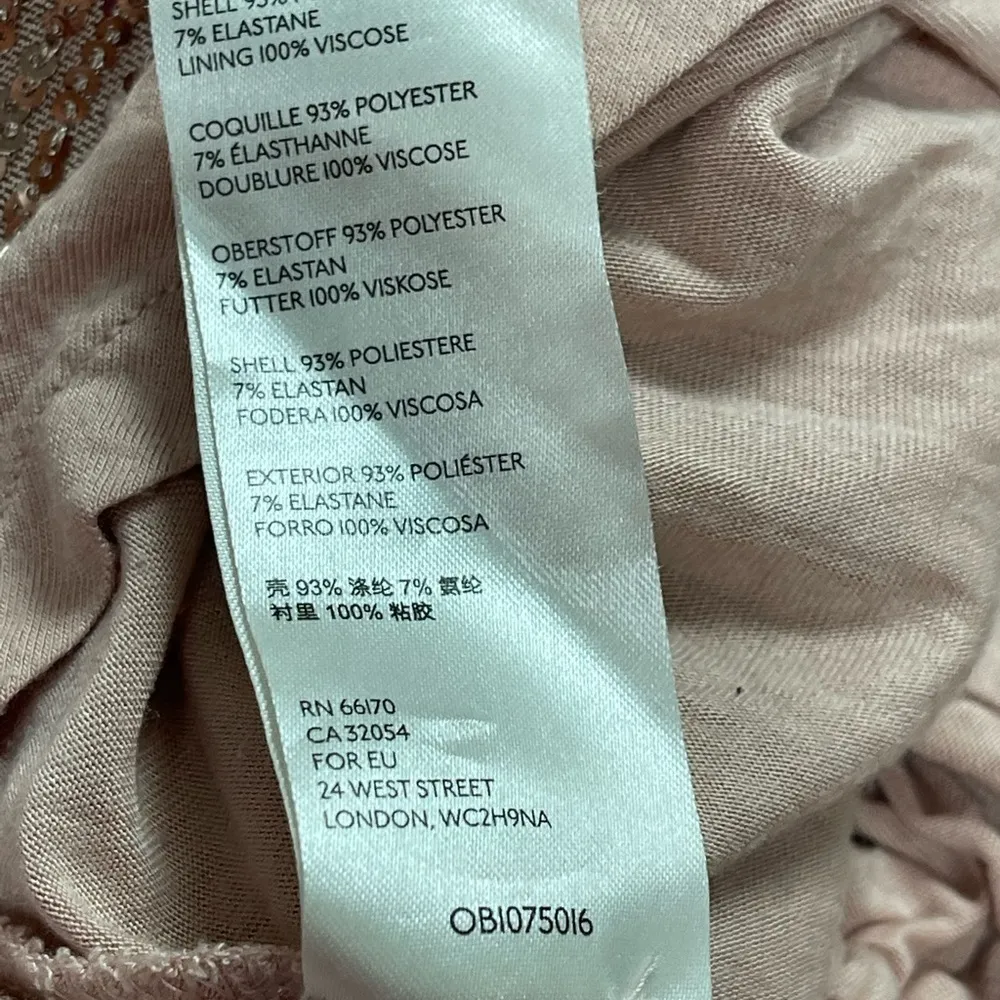 SHELL 93%
7% ELASTANE
LINING 100% VISCOSE
COQUILLE 93% POLYESTER
7% ÉLASTHANNE
DOUBLURE 100% VISCOSE
OBERSTOFF 93% POLYESTER
7% ELASTAN
FUTTER 100% VISKOSE
SHELL 93% POLIESTERE
7% ELASTAN
FODERA 100% VISCOSA
EXTERIOR 93% POLIÉSTER
7% ELASTANE
FORRO 100% VISCOSA
壳 93% 涤纶 7% 氨纶
衬里 100% 粘胶
RN 66170
CA 32054
FOR EU
24 WEST STREET
LONDON, WC2H9NA
OB1075016